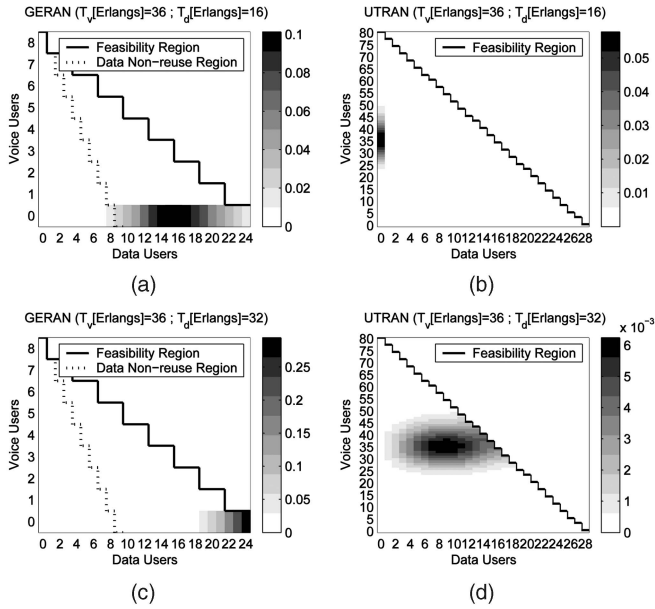 GERAN (Tv[Erlangs]=36 ; Td[Erlangs]=16)
Feasibility Region
Data Non-reuse Region
Voice Users
8
7
6
5
4
3
2
1
0
0 2 4 6 8 10 12 14 16 18 20 22 24
Data Users
0.1
0.08
0.06
0.04
0.02
0
(a)
UTRAN (Tv[Erlangs]=36 ; Td[Erlangs]=16)
Feasibility Region
Voice Users
80
75
70
65
60
55
50
45
40
35
30
25
20
15
10
5
0
0 2 4 6 8 10 12 14 16 18 20 22 24 26 28
Data Users
0.05
0.04
0.03
0.02
0.01
(b)
GERAN (Tv[Erlangs]=36 ; Td[Erlangs]=32)
Feasibility Region
Data Non-reuse Region
Voice Users
8
7
6
5
4
3
2
1
0
0 2 4 6 8 10 12 14 16 18 20 22 24
Data Users
0.25
0.2
0.15
0.1
0.05
0
(c)
UTRAN (Tv[Erlangs]=36 ; Td[Erlangs]=32)
Feasibility Region
Voice Users
80
75
70
65
60
55
50
45
40
35
30
25
20
15
10
5
0
0 2 4 6 8 10 12 14 16 18 20 22 24 26 28
Data Users
x 10⁻³
6
5
4
3
2
1
0
(d)